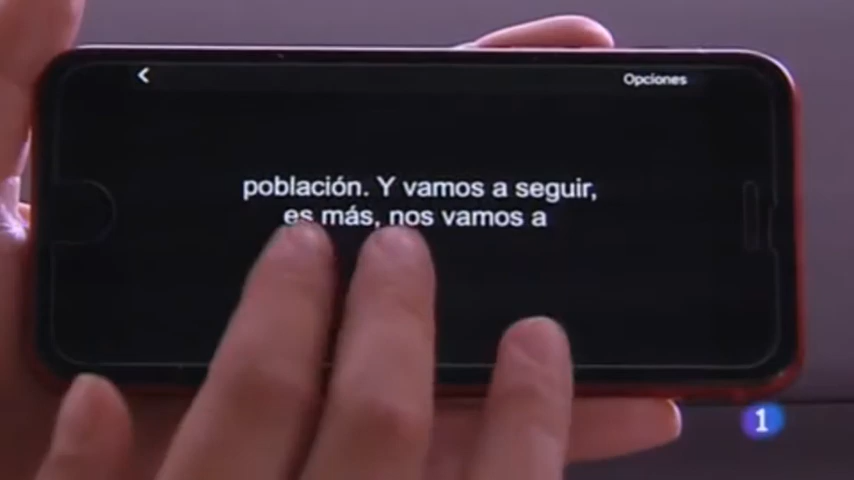 Opciones
población. Y vamos a seguir,
es más, nos vamos a
1